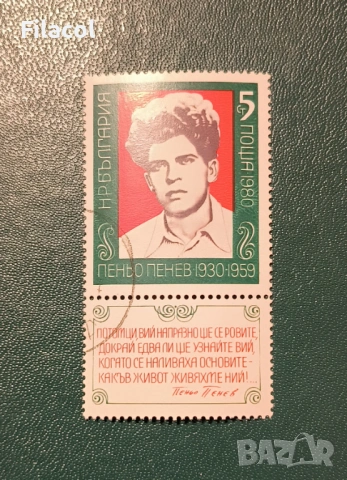 Filacol
5
Н.Р. БЪЛГАРИЯ
ПОЩА 1980
ПЕНЬО ПЕНЕВ 1930-1959
ПОТОМЦИ, ВИЙ НАПРАЗНО ЩЕ СЕ РОВИТЕ,
ДОКРАЙ ЕДВА ЛИ ЩЕ УЗНАЙТЕ ВИЙ,
КОГАТО СЕ НАЛИВАХА ОСНОВИТЕ -
КАКЪВ ЖИВОТ ЖИВЯХМЕ НИЙ!
Пеньо Пенев
BAZAR